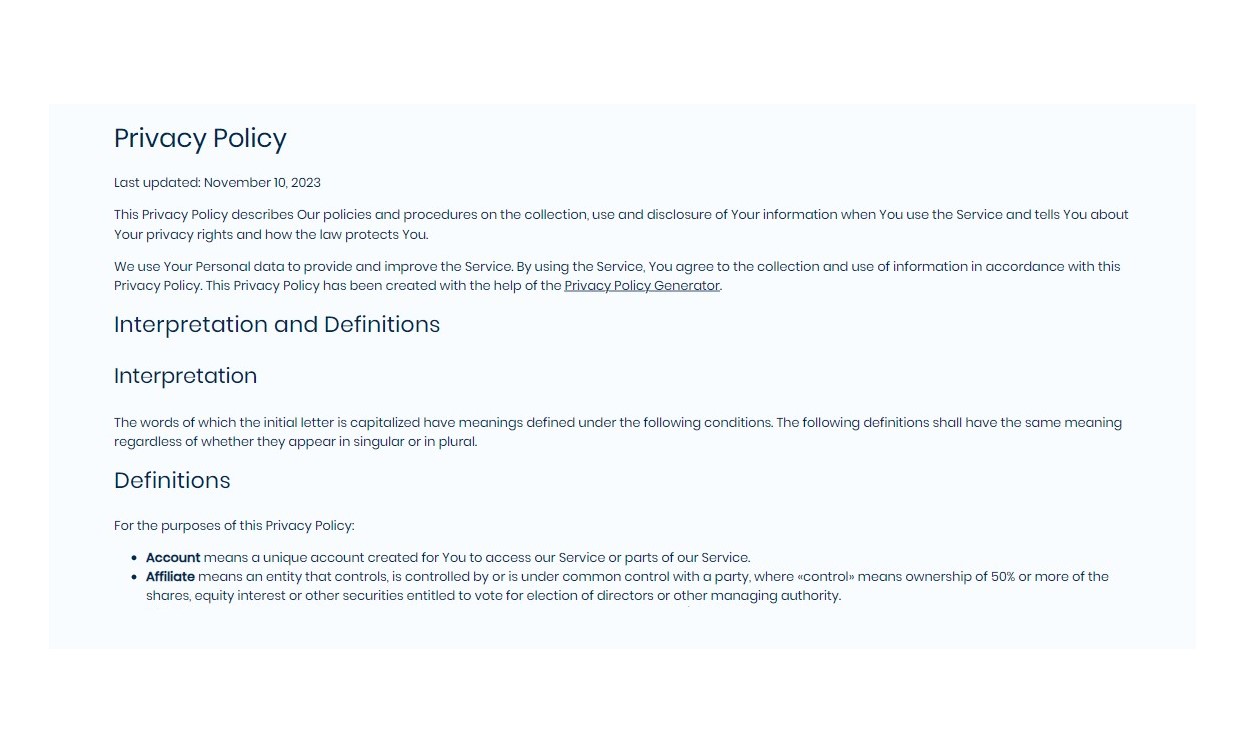 Privacy Policy
Last updated: November 10, 2023
This Privacy Policy describes Our policies and procedures on the collection, use and disclosure of Your information when You use the Service and tells You about
Your privacy rights and how the law protects You.
We use Your Personal data to provide and improve the Service. By using the Service, You agree to the collection and use of information in accordance with this
Privacy Policy. This Privacy Policy has been created with the help of the Privacy Policy Generator.
Interpretation and Definitions
Interpretation
The words of which the initial letter is capitalized have meanings defined under the following conditions. The following definitions shall have the same meaning
regardless of whether they appear in singular or in plural.
Definitions
For the purposes of this Privacy Policy:
• Account means a unique account created for You to access our Service or parts of our Service.
• Affiliate means an entity that controls, is controlled by or is under common control with a party, where «control» means ownership of 50% or more of the
shares, equity interest or other securities entitled to vote for election of directors or other managing authority.